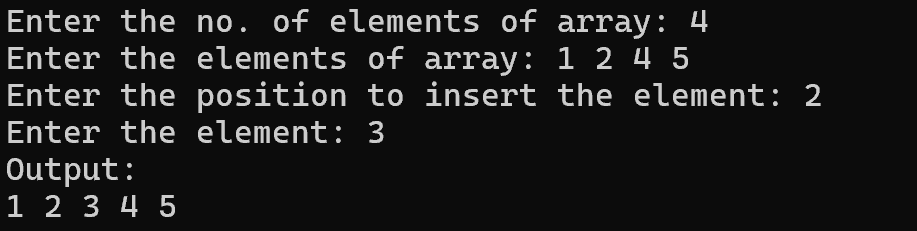 Enter the no. of elements of array: 4
Enter the elements of array: 1 2 4 5
Enter the position to insert the element: 2
Enter the element: 3
Output:
1 2 3 4 5